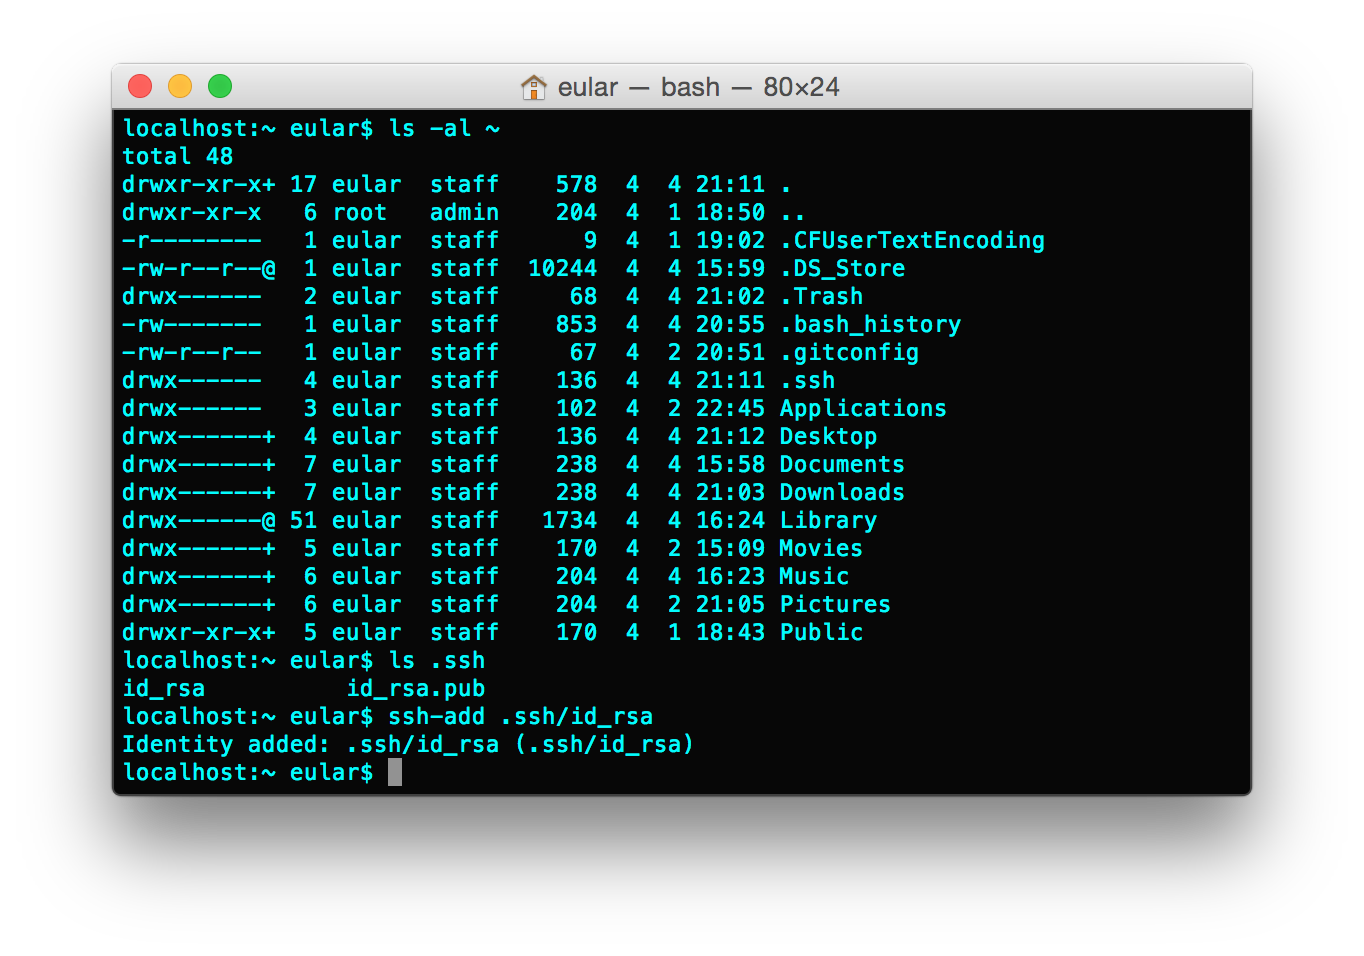 eular — bash — 80×24
localhost:~ eular$ ls -al ~
total 48
drwxr-xr-x+ 17 eular  staff    578  4  4 21:11 .
drwxr-xr-x   6 root   admin    204  4  1 18:50 ..
-r--------   1 eular  staff      9  4  1 19:02 .CFUserTextEncoding
-rw-r--r--@  1 eular  staff  10244  4  4 15:59 .DS_Store
drwx------   2 eular  staff     68  4  4 21:02 .Trash
-rw-------   1 eular  staff    853  4  4 20:55 .bash_history
-rw-r--r--   1 eular  staff     67  4  2 20:51 .gitconfig
drwx------   4 eular  staff    136  4  4 21:11 .ssh
drwx------   3 eular  staff    102  4  2 22:45 Applications
drwx------+  4 eular  staff    136  4  4 21:12 Desktop
drwx------+  7 eular  staff    238  4  4 15:58 Documents
drwx------+  7 eular  staff    238  4  4 21:03 Downloads
drwx------@ 51 eular  staff   1734  4  4 16:24 Library
drwx------+  5 eular  staff    170  4  2 15:09 Movies
drwx------+  6 eular  staff    204  4  4 16:23 Music
drwx------+  6 eular  staff    204  4  2 21:05 Pictures
drwxr-xr-x+  5 eular  staff    170  4  1 18:43 Public
localhost:~ eular$ ls .ssh
id_rsa          id_rsa.pub
localhost:~ eular$ ssh-add .ssh/id_rsa
Identity added: .ssh/id_rsa (.ssh/id_rsa)
localhost:~ eular$